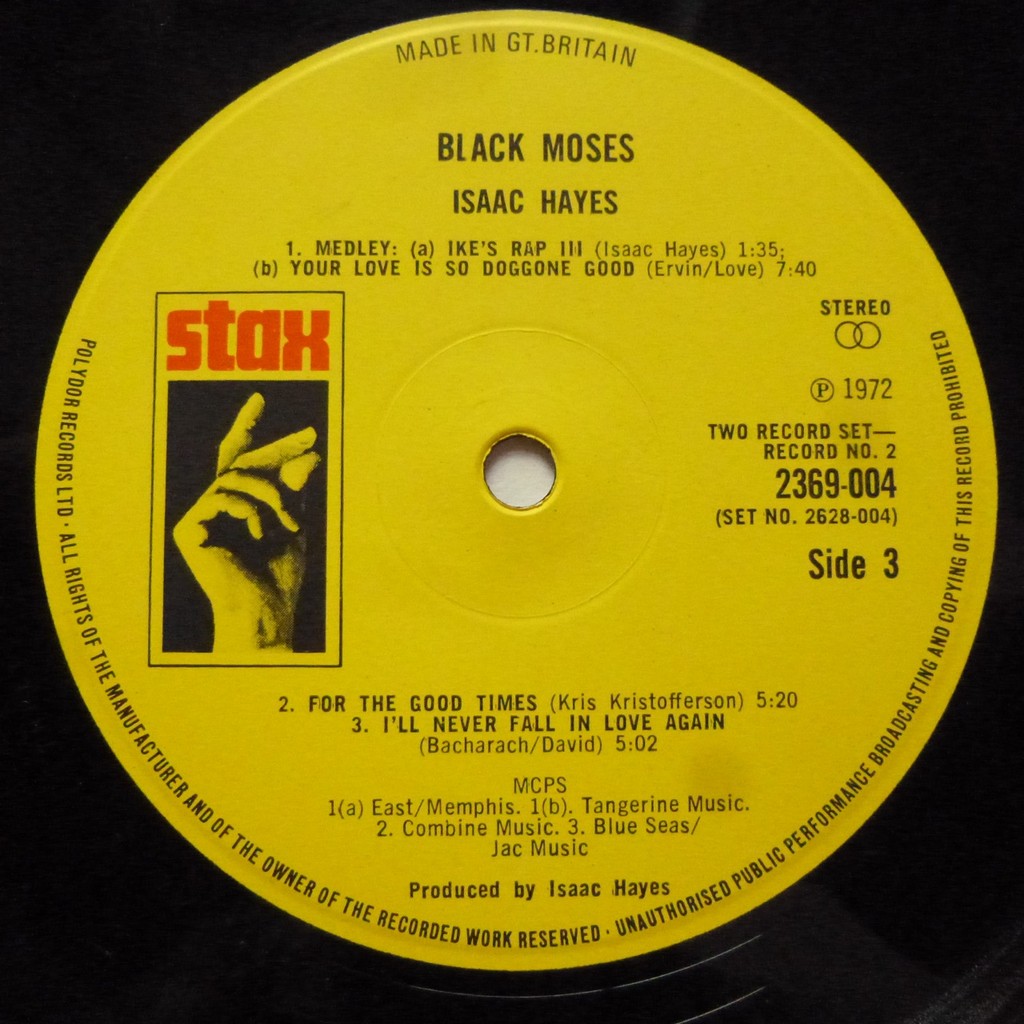 MADE IN GT.BRITAIN
BLACK MOSES
ISAAC HAYES
1. MEDLEY: (a) IKE'S RAP III (Isaac Hayes) 1:35;
(b) YOUR LOVE IS SO DOGGONE GOOD (Ervin/Love) 7:40
stax
STEREO
℗ 1972
TWO RECORD SET—
RECORD NO. 2
2369-004
(SET NO. 2628-004)
Side 3
2. FOR THE GOOD TIMES (Kris Kristofferson) 5:20
3. I'LL NEVER FALL IN LOVE AGAIN
(Bacharach/David) 5:02
MCPS
1(a) East/Memphis. 1(b). Tangerine Music.
2. Combine Music. 3. Blue Seas/
Jac Music
Produced by Isaac Hayes
POLYDOR RECORDS LTD · ALL RIGHTS OF THE MANUFACTURER AND OF THE OWNER OF THE RECORDED WORK RESERVED · UNAUTHORISED PUBLIC PERFORMANCE BROADCASTING AND COPYING OF THIS RECORD PROHIBITED